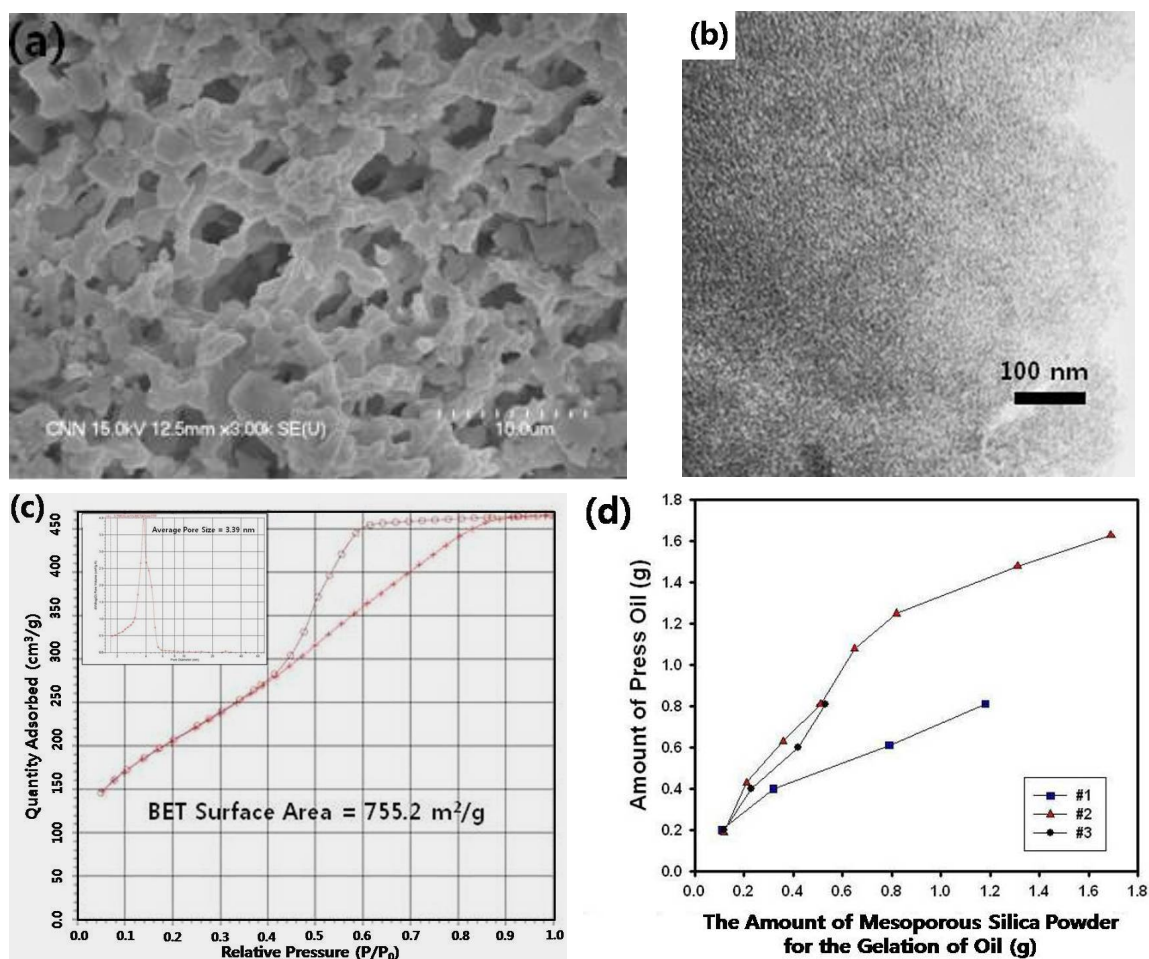 (a)
CNN 15.0kV 12.5mm x3.00k SE(U)
10.0um
(b)
100 nm
(c)
Average Pore Size = 3.39 nm
450
400
350
300
250
200
150
100
50
0.0
Quantity Adsorbed (cm³/g)
BET Surface Area = 755.2 m²/g
0.0 0.1 0.2 0.3 0.4 0.5 0.6 0.7 0.8 0.9 1.0
Relative Pressure (P/P₀)
(d)
1.8
1.6
1.4
1.2
1.0
0.8
0.6
0.4
0.2
0.0
Amount of Press Oil (g)
#1
#2
#3
0.0 0.2 0.4 0.6 0.8 1.0 1.2 1.4 1.6 1.8
The Amount of Mesoporous Silica Powder
for the Gelation of Oil (g)